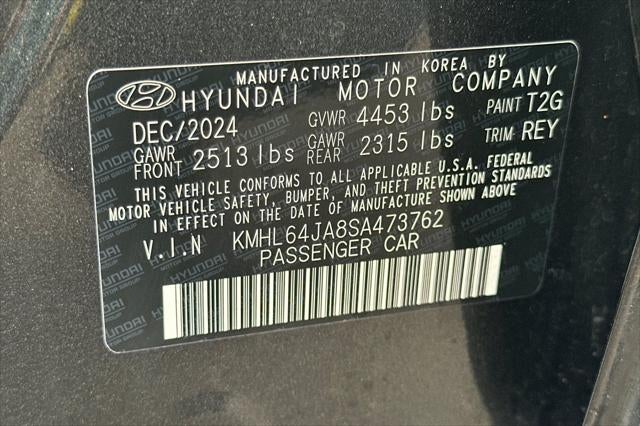 MANUFACTURED IN KOREA BY
HYUNDAI MOTOR COMPANY
DEC/2024 GVWR 4453 lbs PAINT T2G
GAWR FRONT 2513 lbs GAWR REAR 2315 lbs TRIM REY
THIS VEHICLE CONFORMS TO ALL APPLICABLE U.S.A. FEDERAL
MOTOR VEHICLE SAFETY, BUMPER, AND THEFT PREVENTION STANDARDS
IN EFFECT ON THE DATE OF MANUFACTURE SHOWN ABOVE
V.I.N KMHL64JA8SA473762
PASSENGER CAR